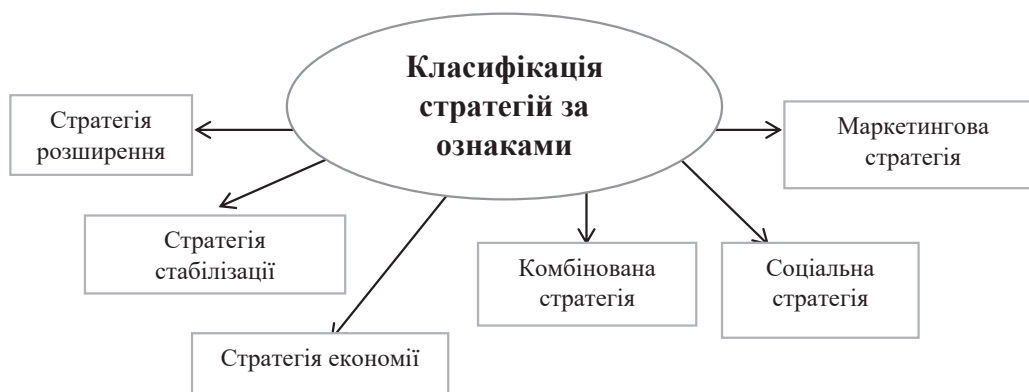 Класифікація
стратегій за
ознаками
Стратегія
розширення
Маркетингова
стратегія
Стратегія
стабілізації
Комбінована
стратегія
Соціальна
стратегія
Стратегія економії